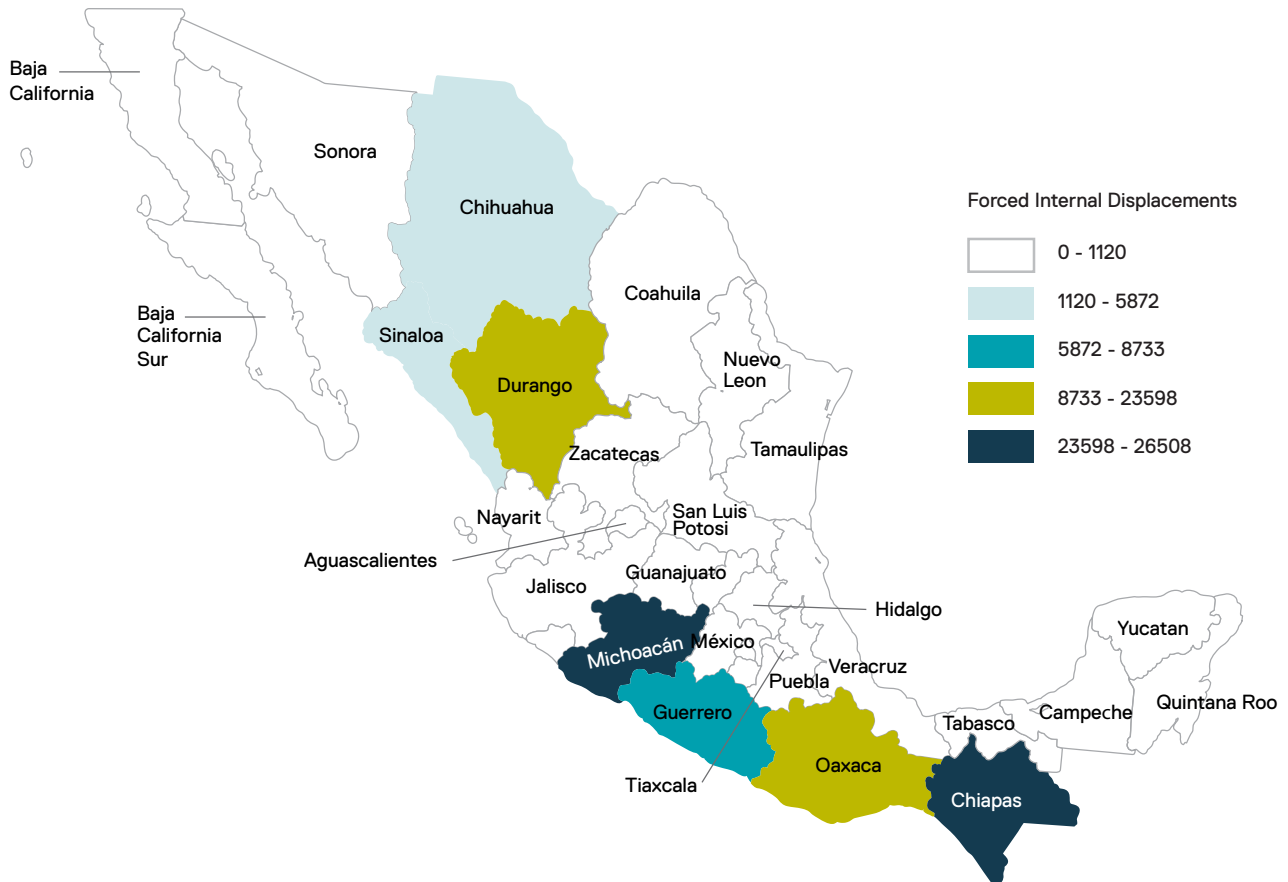 Baja
California
Sonora
Chihuahua
Forced Internal Displacements
0 - 1120
1120 - 5872
5872 - 8733
8733 - 23598
23598 - 26508
Coahuila
Baja
California
Sur
Sinaloa
Nuevo
Leon
Durango
Zacatecas
Tamaulipas
Nayarit
San Luis
Potosi
Aguascalientes
Jalisco
Guanajuato
Hidalgo
Michoacán
México
Yucatan
Veracruz
Puebla
Guerrero
Quintana Roo
Campeche
Tabasco
Oaxaca
Tiaxcala
Chiapas